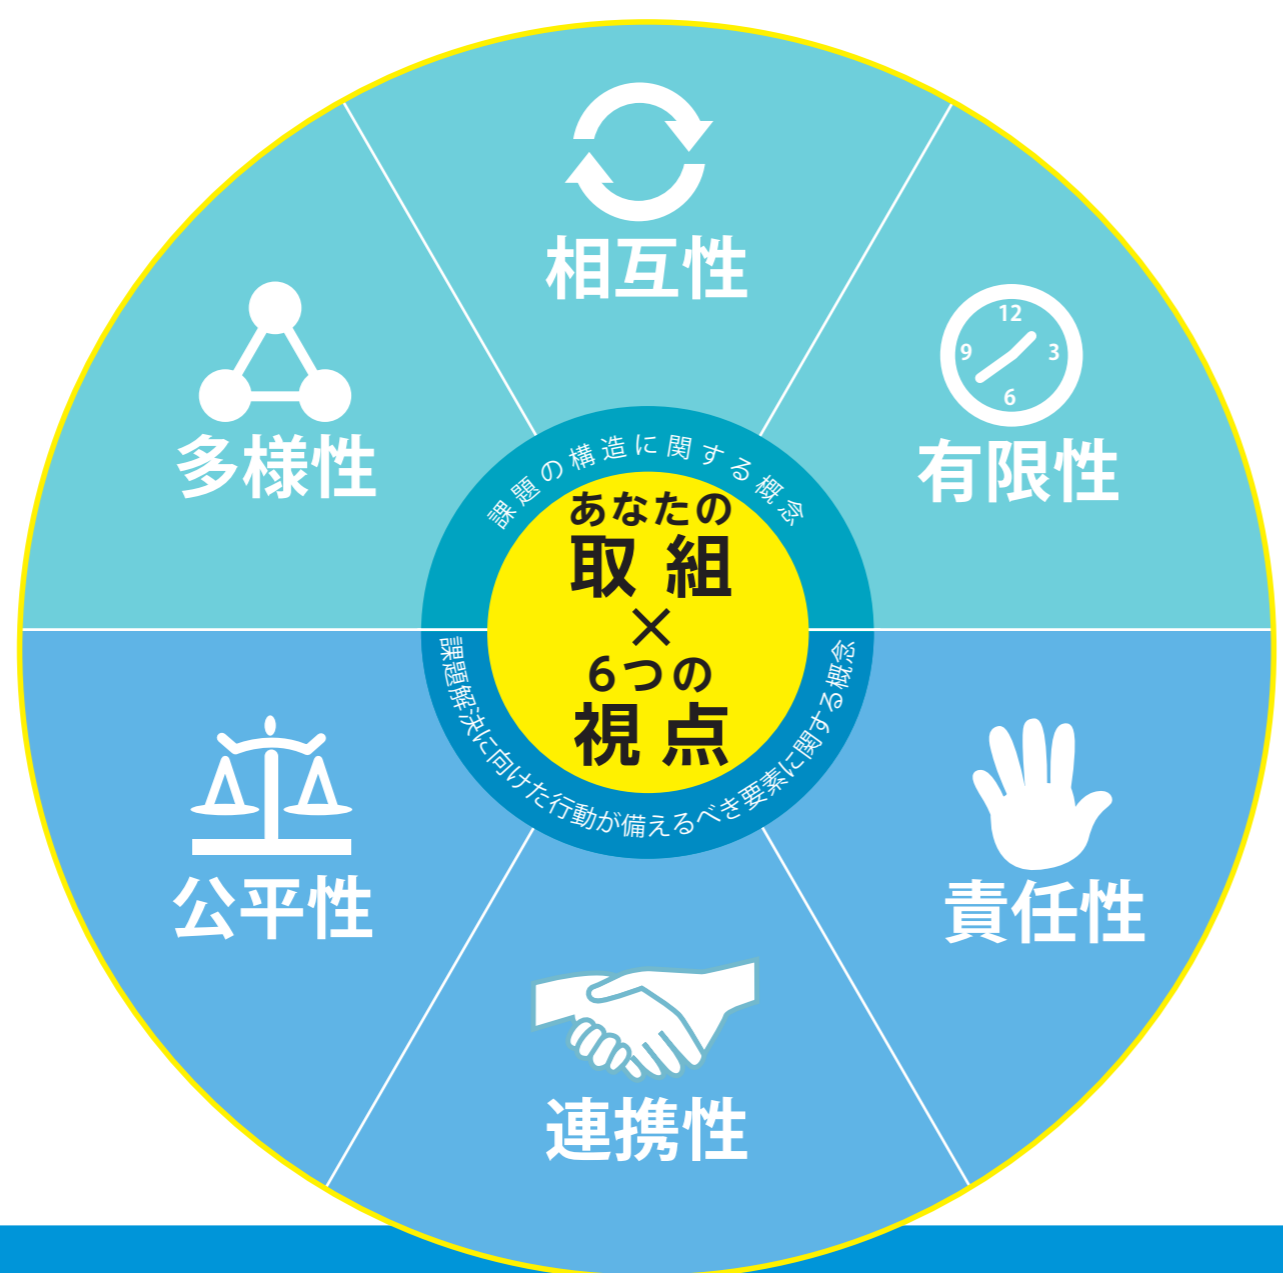 相互性
多様性
12
9
3
6
有限性
課題の構造に関する概念
あなたの
取組
×
6つの
視点
課題解決に向けた行動が備えるべき要素に関する概念
公平性
責任性
連携性